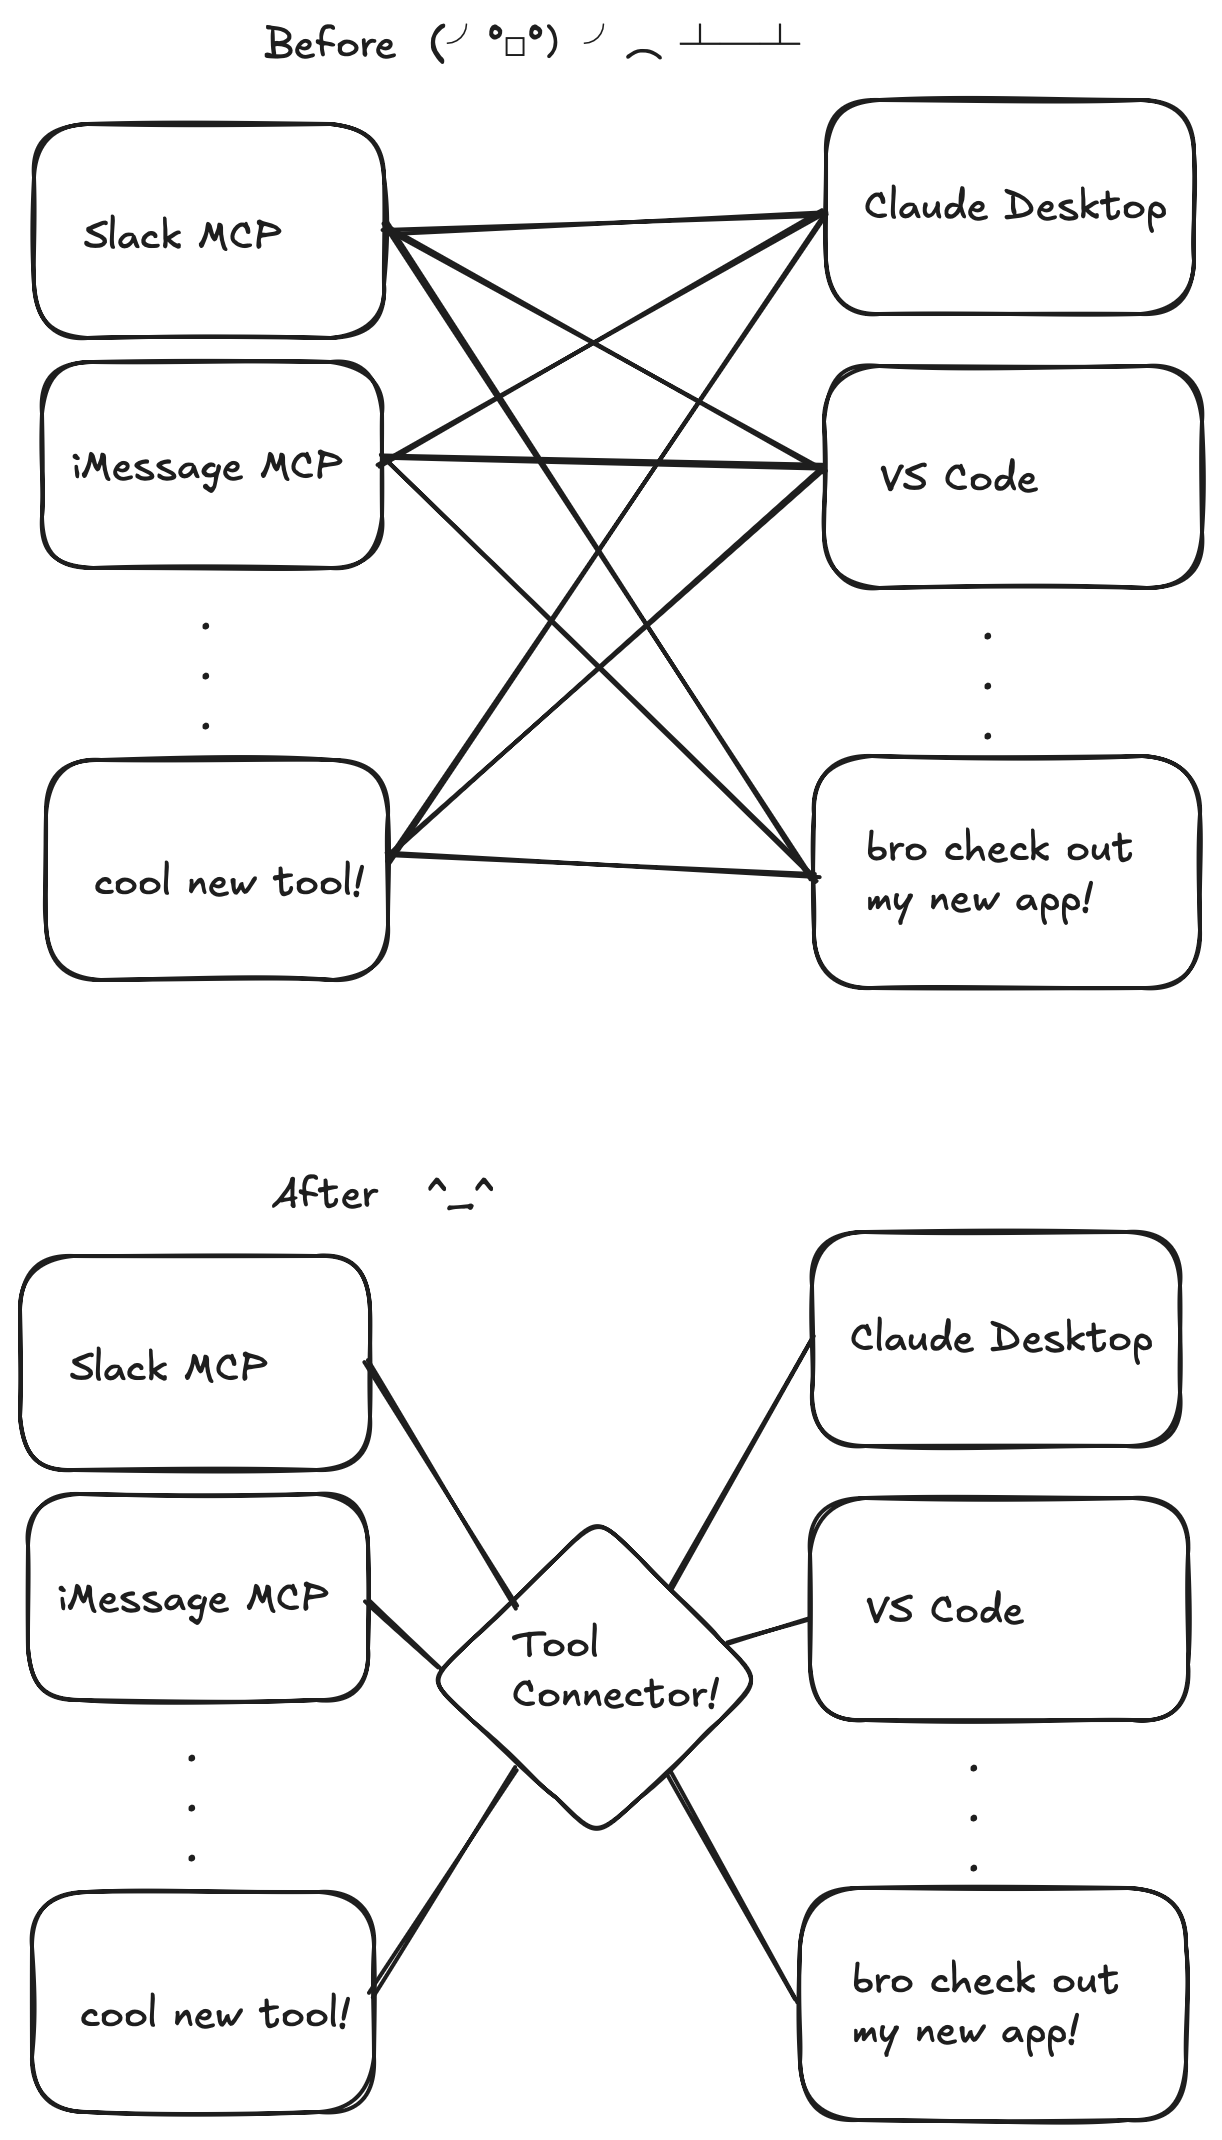 Before (╯°□°)╯︵ ┻━┻
Slack MCP
Claude Desktop
iMessage MCP
VS Code
cool new tool!
bro check out
my new app!
After ^_^
Slack MCP
Claude Desktop
iMessage MCP
VS Code
Tool
Connector!
cool new tool!
bro check out
my new app!